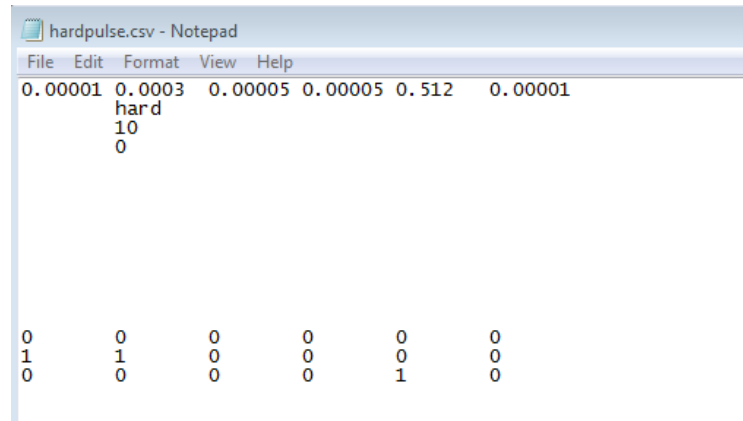 hardpulse.csv - Notepad
File Edit Format View Help
0.00001 0.0003 0.00005 0.00005 0.512 0.00001
hard
10
0
0 0 0 0 0 0
1 1 0 0 0 0
0 0 0 0 1 0